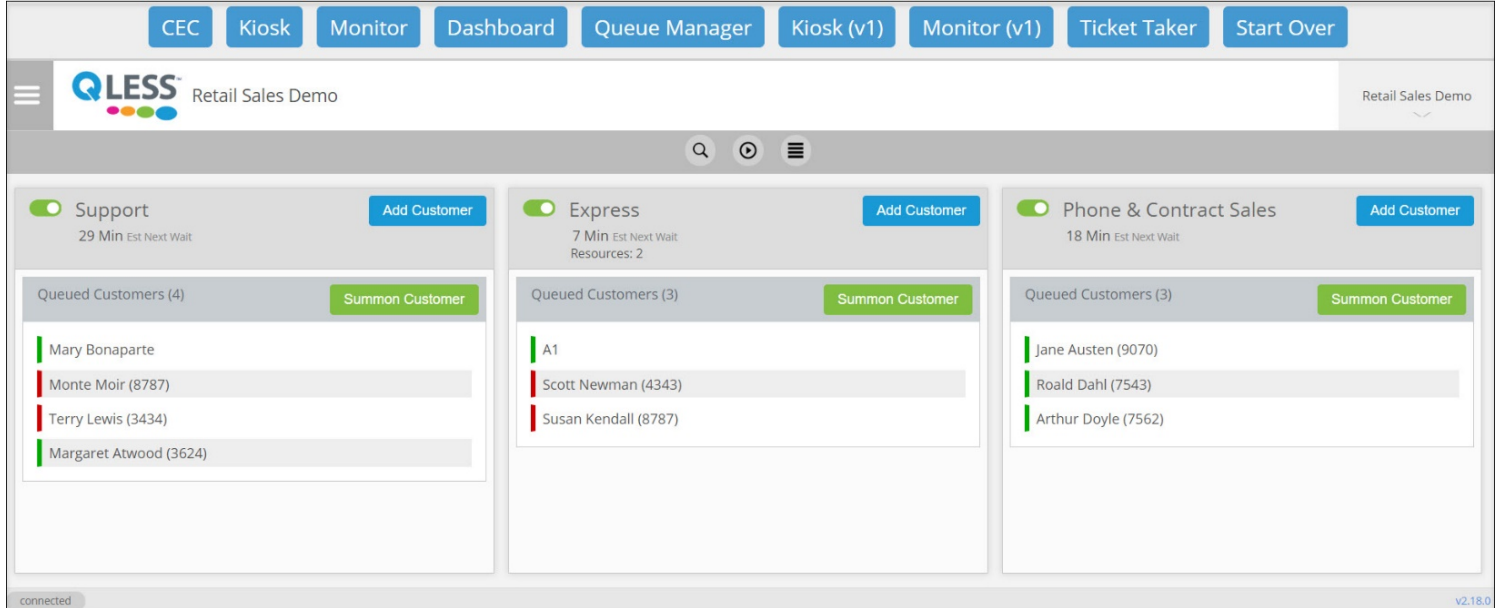 CEC Kiosk Monitor Dashboard Queue Manager Kiosk (v1) Monitor (v1) Ticket Taker Start Over
QLESS™ Retail Sales Demo
Retail Sales Demo
Support Add Customer
29 Min Est Next Wait
Queued Customers (4) Summon Customer
Mary Bonaparte
Monte Moir (8787)
Terry Lewis (3434)
Margaret Atwood (3624)
Express Add Customer
7 Min Est Next Wait
Resources: 2
Queued Customers (3) Summon Customer
A1
Scott Newman (4343)
Susan Kendall (8787)
Phone & Contract Sales Add Customer
18 Min Est Next Wait
Queued Customers (3) Summon Customer
Jane Austen (9070)
Roald Dahl (7543)
Arthur Doyle (7562)
connected
v2.18.0